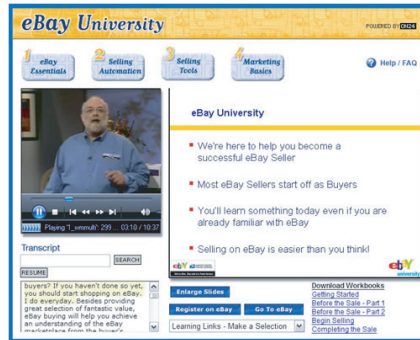 eBay University
POWERED BY ON24
1 eBay Essentials
2 Selling Automation
3 Selling Tools
4 Marketing Basics
Help / FAQ
eBay University
We're here to help you become a
successful eBay Seller
Most eBay Sellers start off as Buyers
You'll learn something today even if you are
already familiar with eBay
Selling on eBay is easier than you think!
Playing '1_wmmulti': 299 ... 03:10 / 10:37
ebY
ebY
university
Transcript
SEARCH
RESUME
buyers? If you haven't done so yet,
you should start shopping on eBay.
I do everyday. Besides providing
great selection of fantastic value,
eBay buying will help you achieve
an understanding of the eBay
marketplace from the buyer's
Enlarge Slides
Register on eBay
Go To eBay
Learning Links - Make a Selection
Download Workbooks
Getting Started
Before the Sale - Part 1
Before the Sale - Part 2
Begin Selling
Completing the Sale